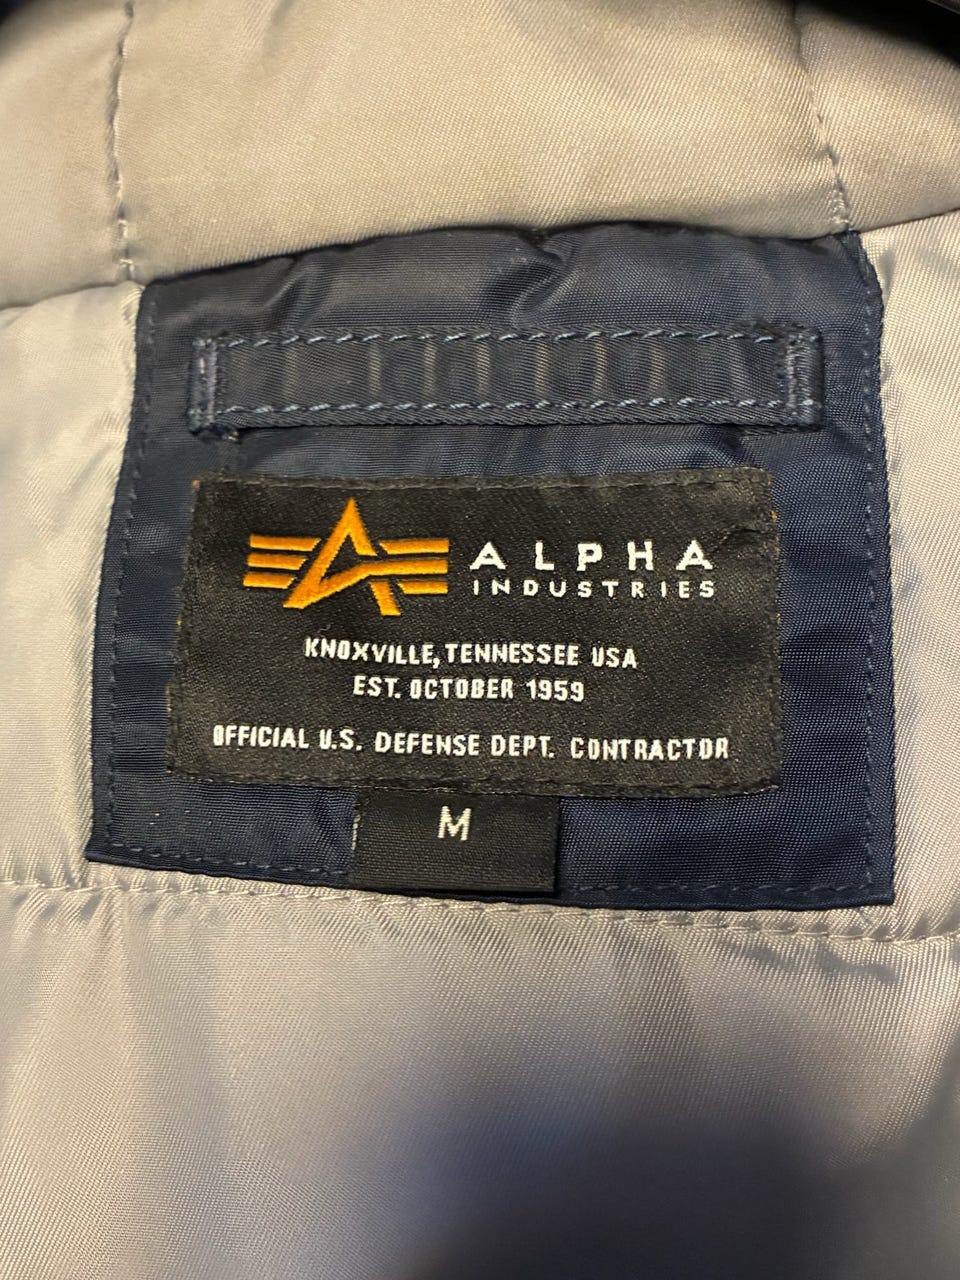 ALPHA
INDUSTRIES
KNOXVILLE, TENNESSEE USA
EST. OCTOBER 1959
OFFICIAL U.S. DEFENSE DEPT. CONTRACTOR
M